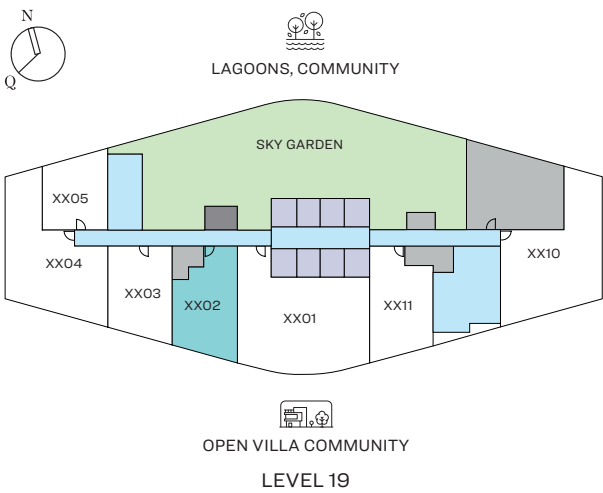 N
Q
LAGOONS, COMMUNITY
SKY GARDEN
XX05
XX04
XX03
XX02
XX01
XX11
XX10
OPEN VILLA COMMUNITY
LEVEL 19